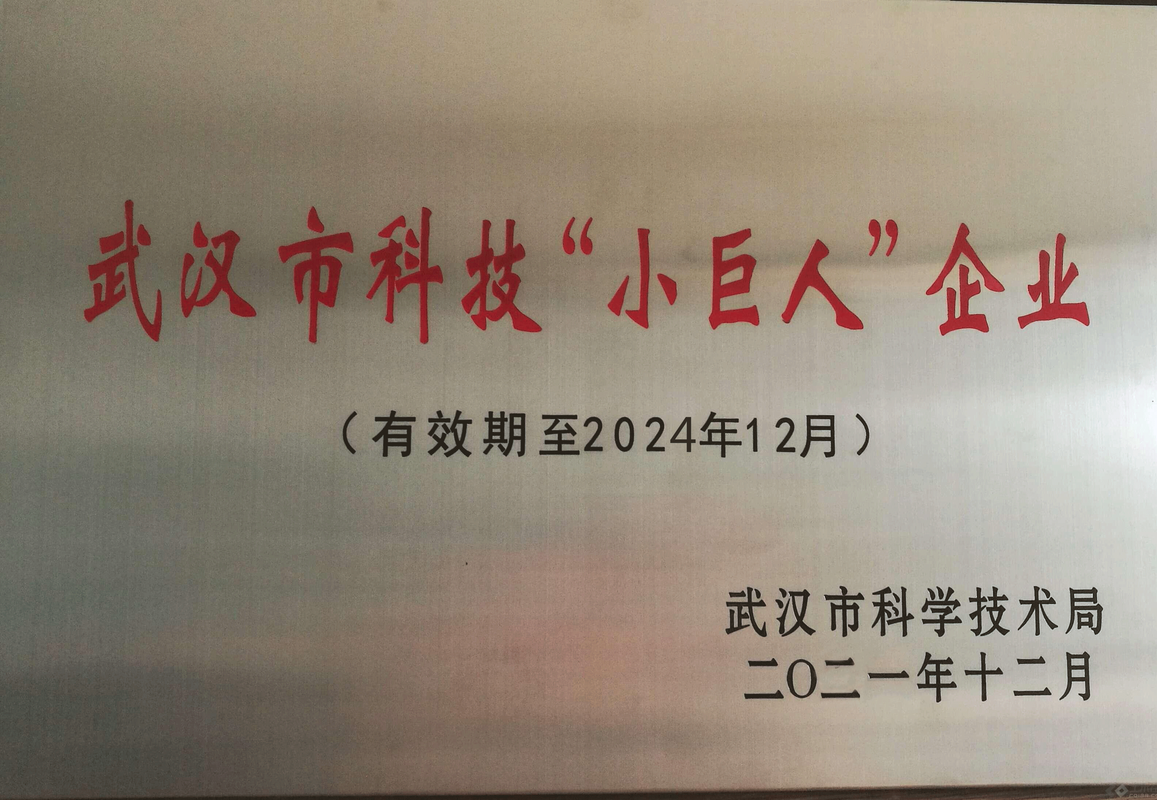 武汉市科技“小巨人”企业
（有效期至2024年12月）
武汉市科学技术局
二〇二一年十二月